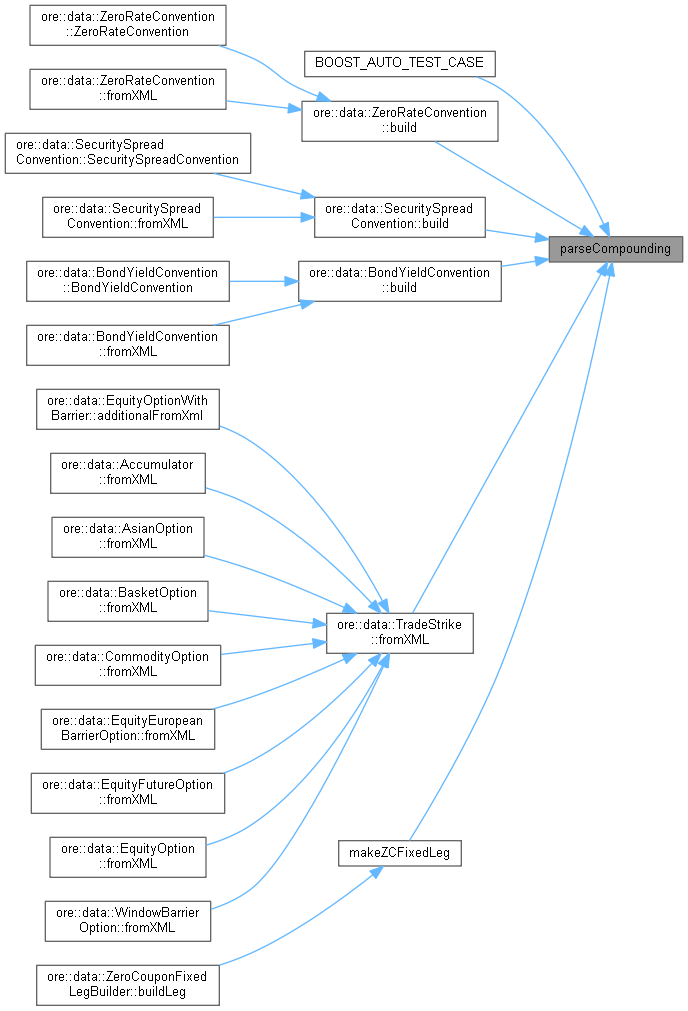 ore::data::ZeroRateConvention
::ZeroRateConvention
BOOST_AUTO_TEST_CASE
ore::data::ZeroRateConvention
::fromXML
ore::data::ZeroRateConvention
::build
ore::data::SecuritySpread
Convention::SecuritySpreadConvention
ore::data::SecuritySpread
Convention::fromXML
ore::data::SecuritySpread
Convention::build
parseCompounding
ore::data::BondYieldConvention
::BondYieldConvention
ore::data::BondYieldConvention
::build
ore::data::BondYieldConvention
::fromXML
ore::data::EquityOptionWith
Barrier::additionalFromXml
ore::data::Accumulator
::fromXML
ore::data::AsianOption
::fromXML
ore::data::BasketOption
::fromXML
ore::data::TradeStrike
::fromXML
ore::data::CommodityOption
::fromXML
ore::data::EquityEuropean
BarrierOption::fromXML
ore::data::EquityFutureOption
::fromXML
ore::data::EquityOption
::fromXML
makeZCFixedLeg
ore::data::WindowBarrier
Option::fromXML
ore::data::ZeroCouponFixed
LegBuilder::buildLeg